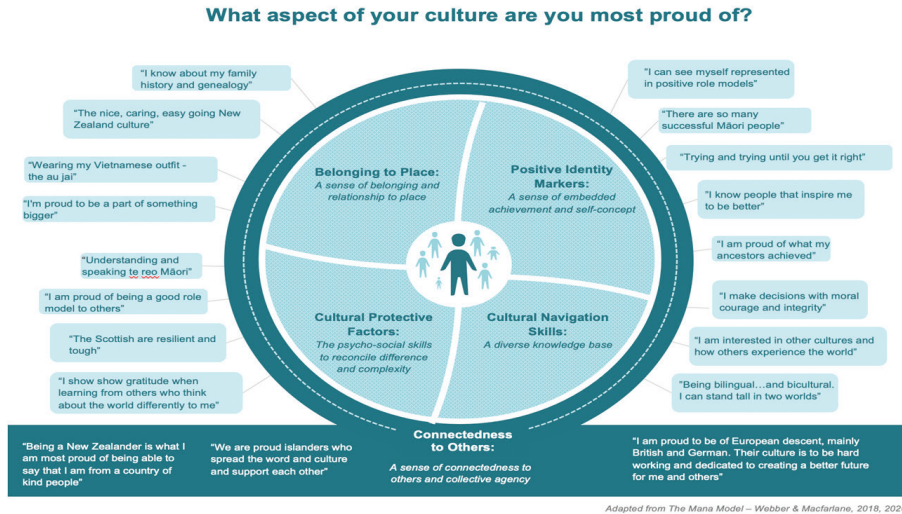 What aspect of your culture are you most proud of?
"I know about my family
history and genealogy"
"The nice, caring, easy going New
Zealand culture"
"Wearing my Vietnamese outfit -
the au jai"
"I'm proud to be a part of something
bigger"
"Understanding and
speaking te reo Māori"
"I am proud of being a good role
model to others"
"The Scottish are resilient and
tough"
"I show show gratitude when
learning from others who think
about the world differently to me"
Belonging to Place:
A sense of belonging and
relationship to place
Positive Identity
Markers:
A sense of embedded
achievement and self-concept
Cultural Protective
Factors:
The psycho-social skills
to reconcile difference
and complexity
Cultural Navigation
Skills:
A diverse knowledge base
"I can see myself represented
in positive role models"
"There are so many
successful Māori people"
"Trying and trying until you get it right"
"I know people that inspire me
to be better"
"I am proud of what my
ancestors achieved"
"I make decisions with moral
courage and integrity"
"I am interested in other cultures and
how others experience the world"
"Being bilingual…and bicultural.
I can stand tall in two worlds"
"Being a New Zealander is what I
am most proud of being able to
say that I am from a country of
kind people"
"We are proud islanders who
spread the word and culture
and support each other"
Connectedness
to Others:
A sense of connectedness to
others and collective agency
"I am proud to be of European descent, mainly
British and German. Their culture is to be hard
working and dedicated to creating a better future
for me and others"
Adapted from The Mana Model – Webber & Macfarlane, 2018,